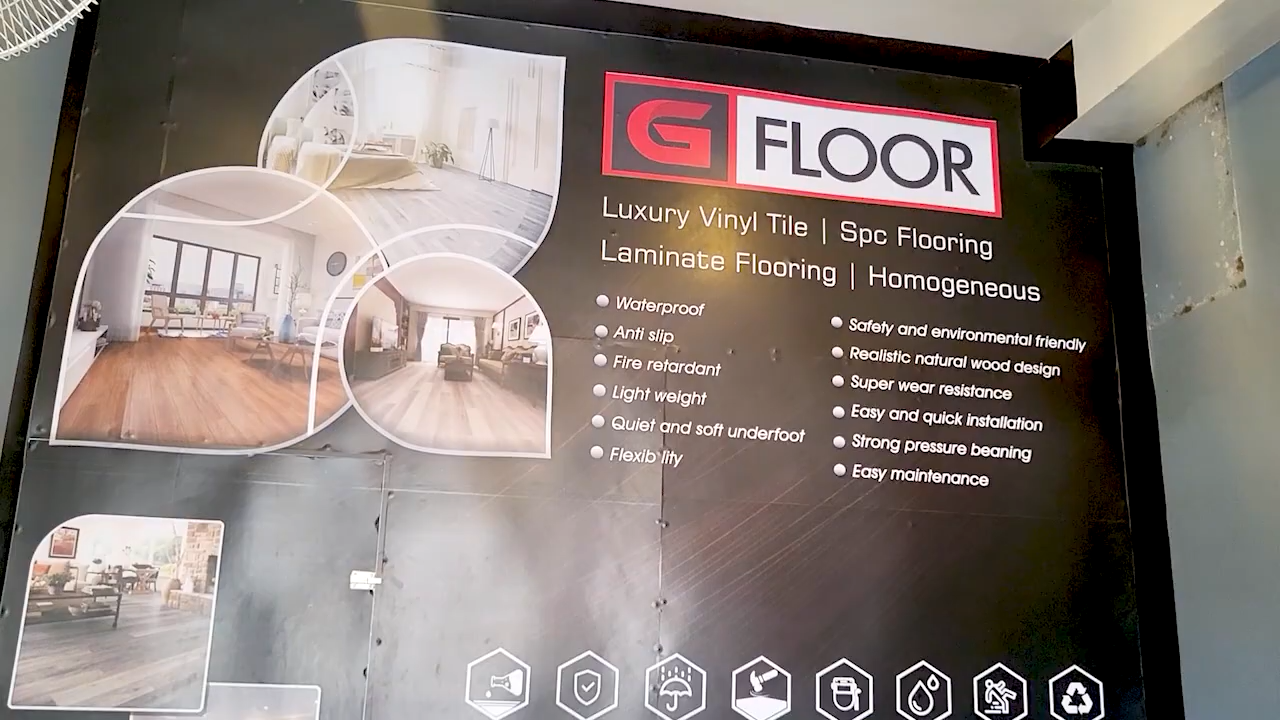 G FLOOR
Luxury Vinyl Tile | Spc Flooring
Laminate Flooring | Homogeneous
Waterproof
Anti slip
Fire retardant
Light weight
Quiet and soft underfoot
Flexibility
Safety and environmental friendly
Realistic natural wood design
Super wear resistance
Easy and quick installation
Strong pressure beaning
Easy maintenance